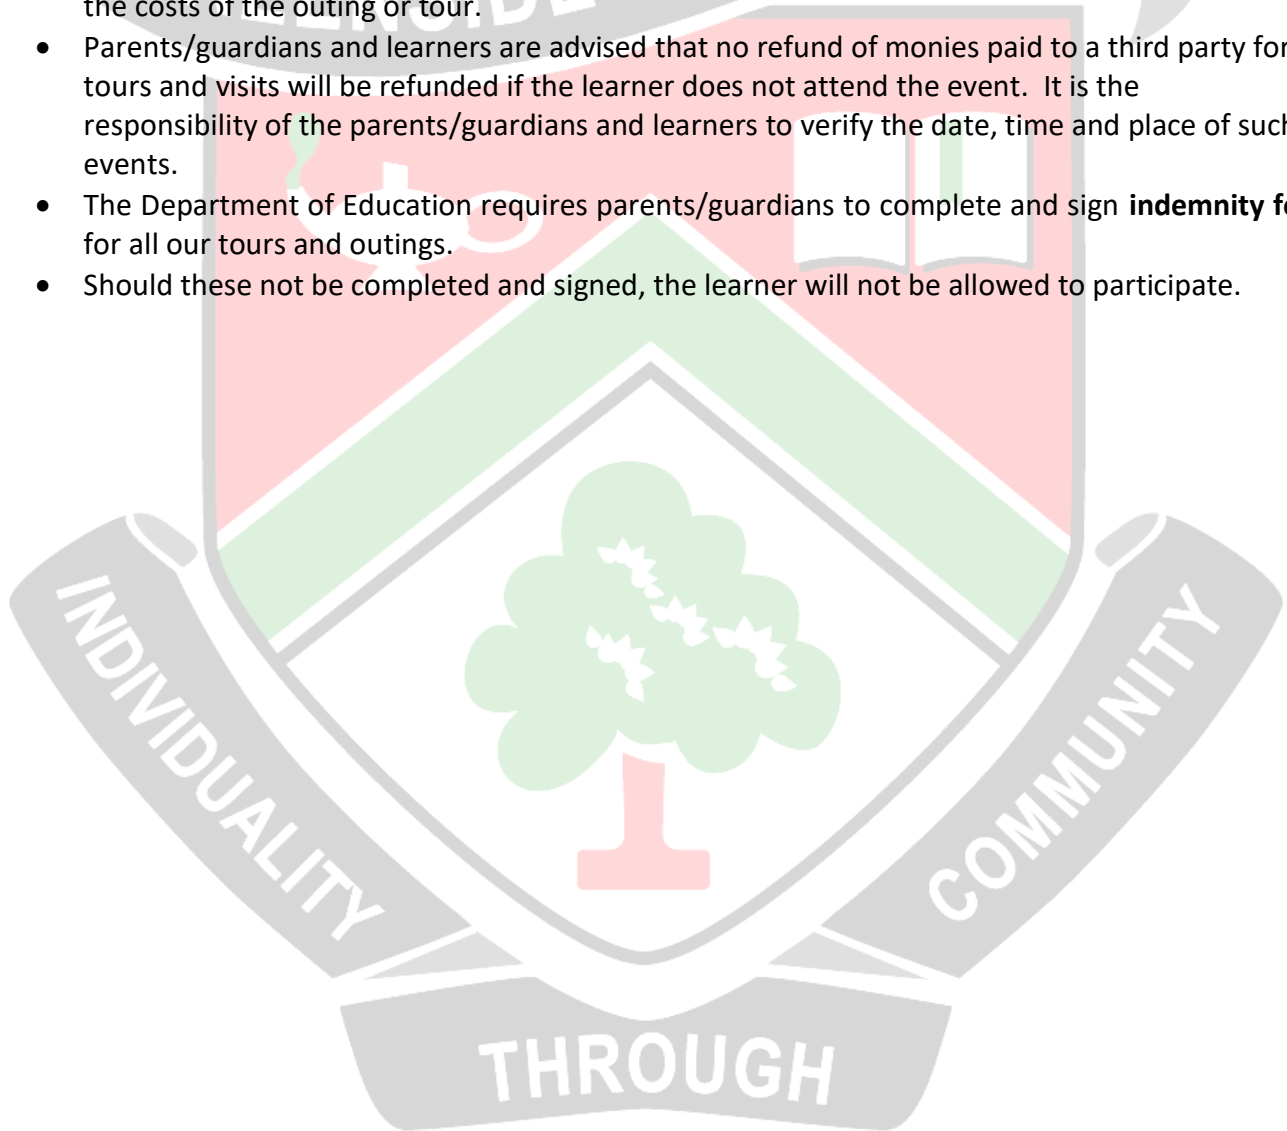 the costs of the outing or tour.
• Parents/guardians and learners are advised that no refund of monies paid to a third party for
tours and visits will be refunded if the learner does not attend the event. It is the
responsibility of the parents/guardians and learners to verify the date, time and place of such
events.
• The Department of Education requires parents/guardians to complete and sign indemnity
for all our tours and outings.
• Should these not be completed and signed, the learner will not be allowed to participate.
INDIVIDUALITY
THROUGH
COMMUNITY